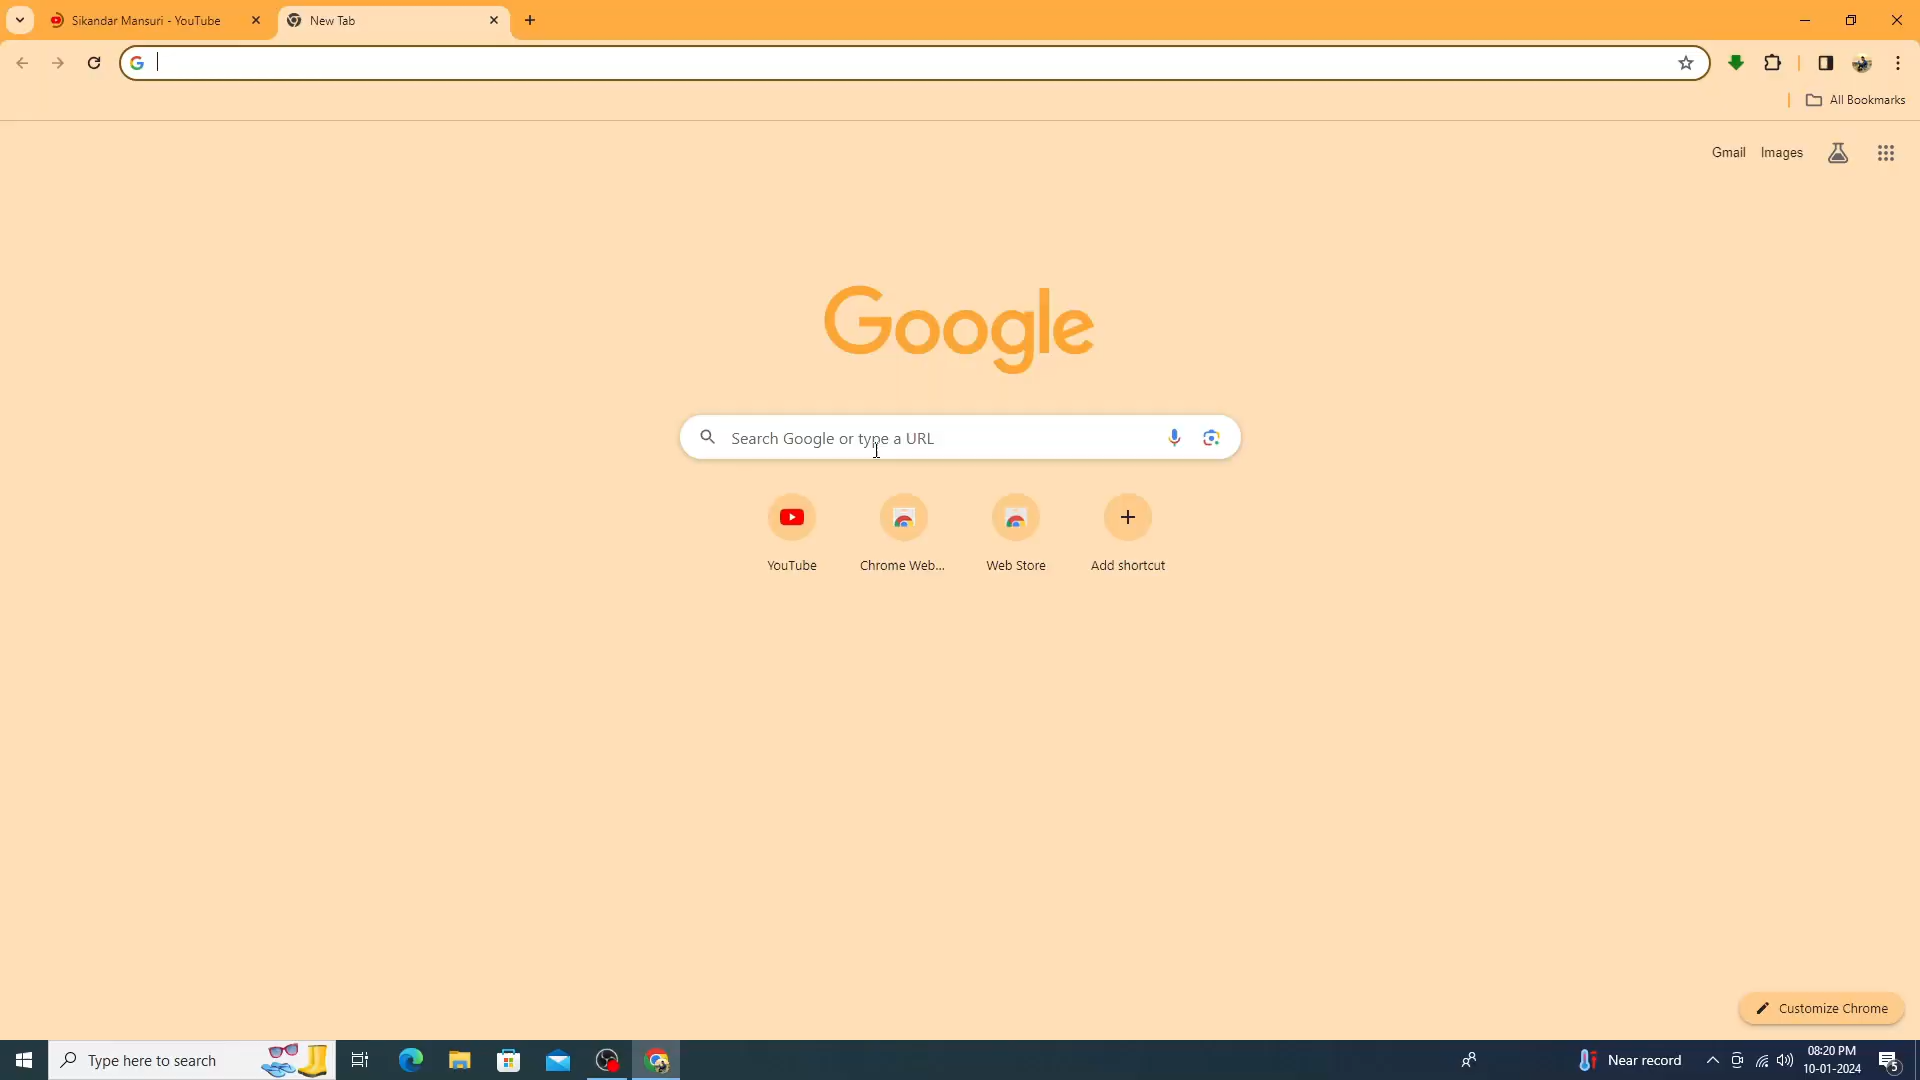 Sikandar Mansuri - YouTube
New Tab
All Bookmarks
Gmail
Images
Google
Search Google or type a URL
YouTube
Chrome Web...
Web Store
Add shortcut
Customize Chrome
Type here to search
Near record
08:20 PM
10-01-2024
5